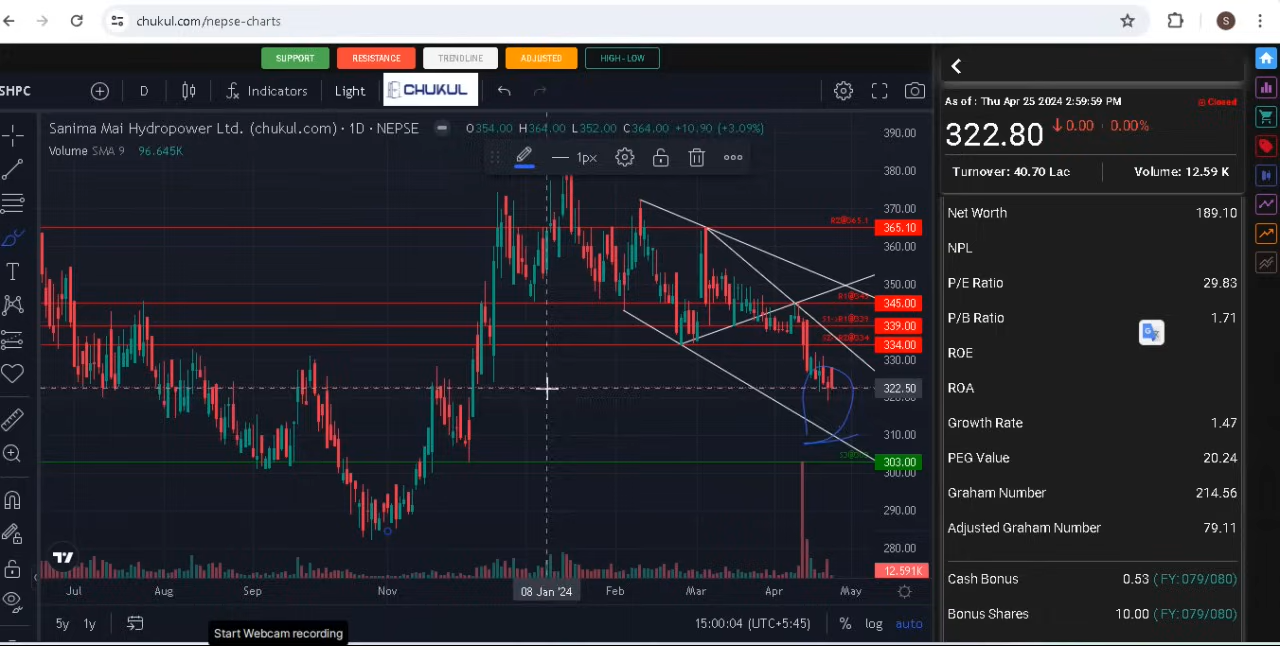 chukul.com/nepse-charts
S
SUPPORT RESISTANCE TRENDLINE ADJUSTED HIGH-LOW
SHPC D Indicators Light CHUKUL
Sanima Mai Hydropower Ltd. (chukul.com) · 1D · NEPSE O354.00 H364.00 L352.00 C364.00 +10.90 (+3.09%)
Volume SMA 9 96.645K
1px
390.00
380.00
370.00
R2@365.1 365.10
360.00
350.00
345.00
339.00
334.00
330.00
322.50
310.00
303.00
300.00
290.00
280.00
12.591K
Jul Aug Sep Nov 08 Jan '24 Feb Mar Apr May
5y 1y 15:00:04 (UTC+5:45) % log auto
Start Webcam recording
As of : Thu Apr 25 2024 2:59:59 PM Closed
322.80 0.00 0.00%
Turnover: 40.70 Lac Volume: 12.59 K
Net Worth 189.10
NPL
P/E Ratio 29.83
P/B Ratio 1.71
ROE
ROA
Growth Rate 1.47
PEG Value 20.24
Graham Number 214.56
Adjusted Graham Number 79.11
Cash Bonus 0.53 (FY:079/080)
Bonus Shares 10.00 (FY:079/080)